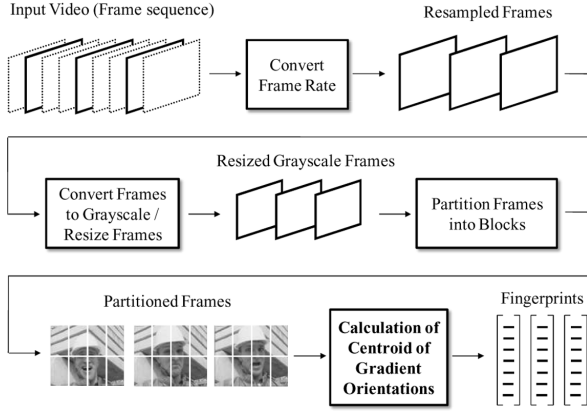 Input Video (Frame sequence)
Resampled Frames
Convert
Frame Rate
Resized Grayscale Frames
Convert Frames
to Grayscale /
Resize Frames
Partition Frames
into Blocks
Partitioned Frames
Fingerprints
Calculation of
Centroid of
Gradient
Orientations